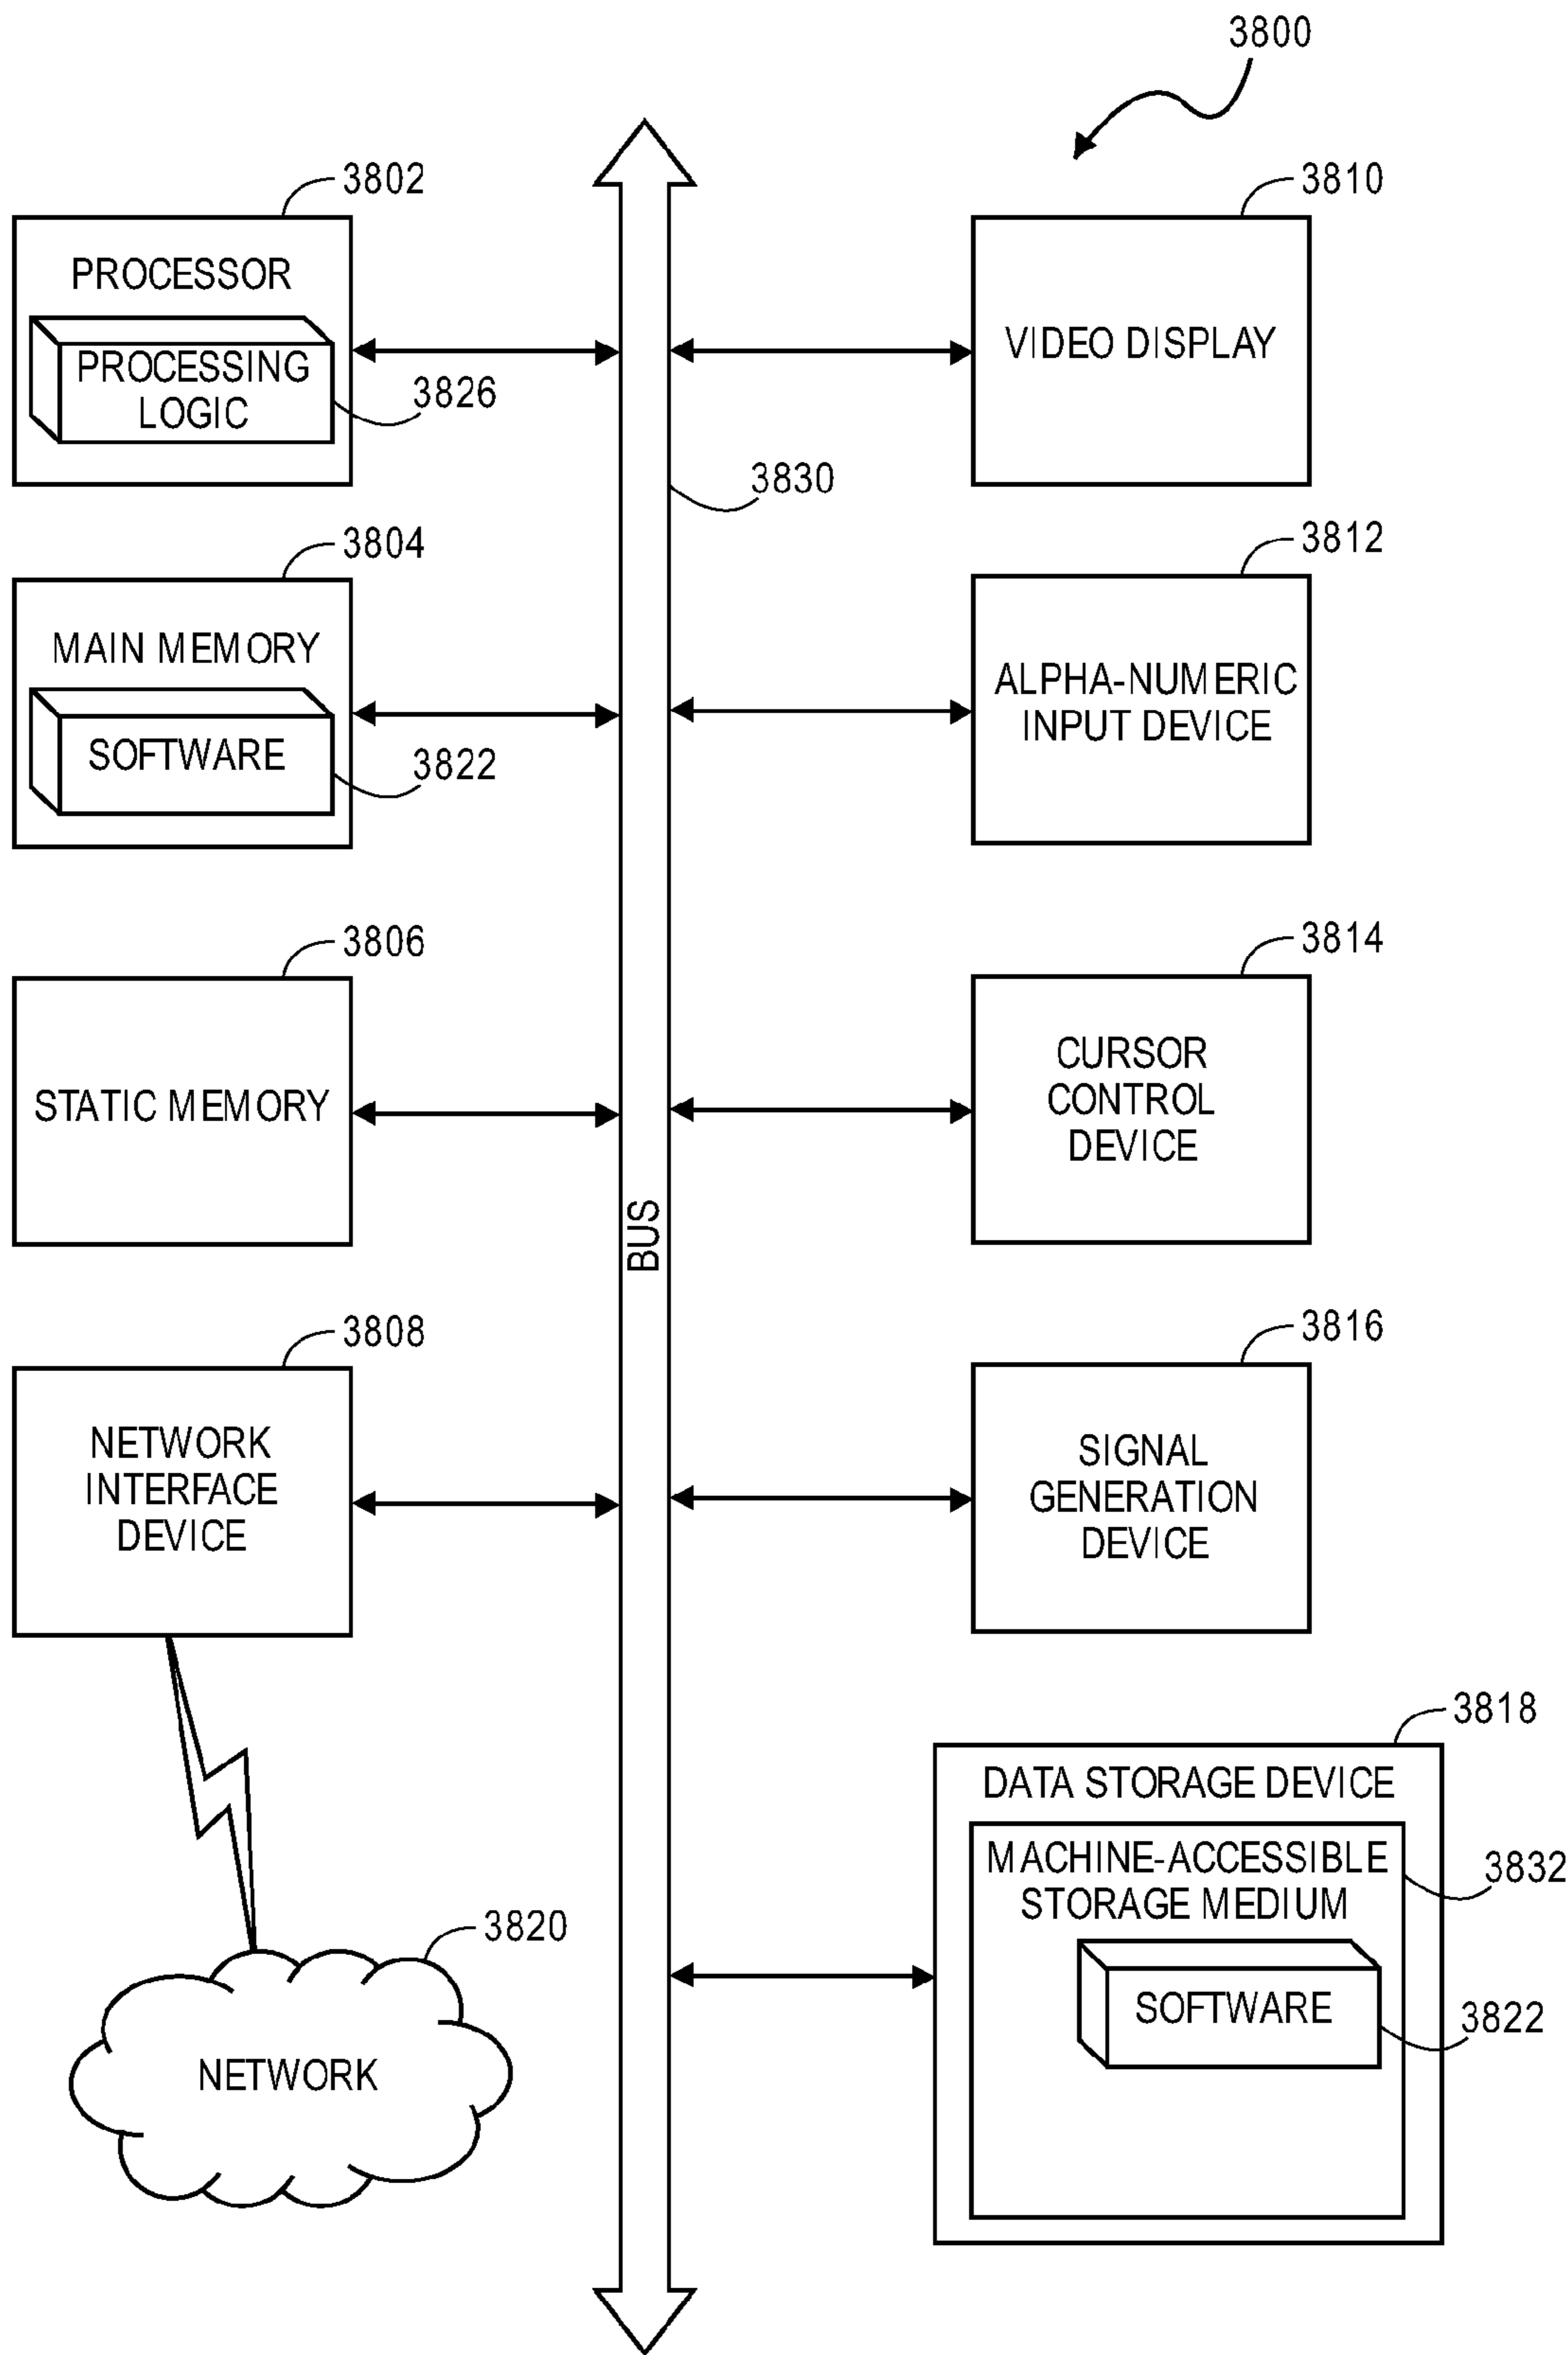 3800
3802
PROCESSOR
PROCESSING
LOGIC
3826
3804
MAIN MEMORY
SOFTWARE
3822
3806
STATIC MEMORY
3808
NETWORK
INTERFACE
DEVICE
3820
NETWORK
BUS
3830
3810
VIDEO DISPLAY
3812
ALPHA-NUMERIC
INPUT DEVICE
3814
CURSOR
CONTROL
DEVICE
3816
SIGNAL
GENERATION
DEVICE
3818
DATA STORAGE DEVICE
MACHINE-ACCESSIBLE
STORAGE MEDIUM
3832
SOFTWARE
3822